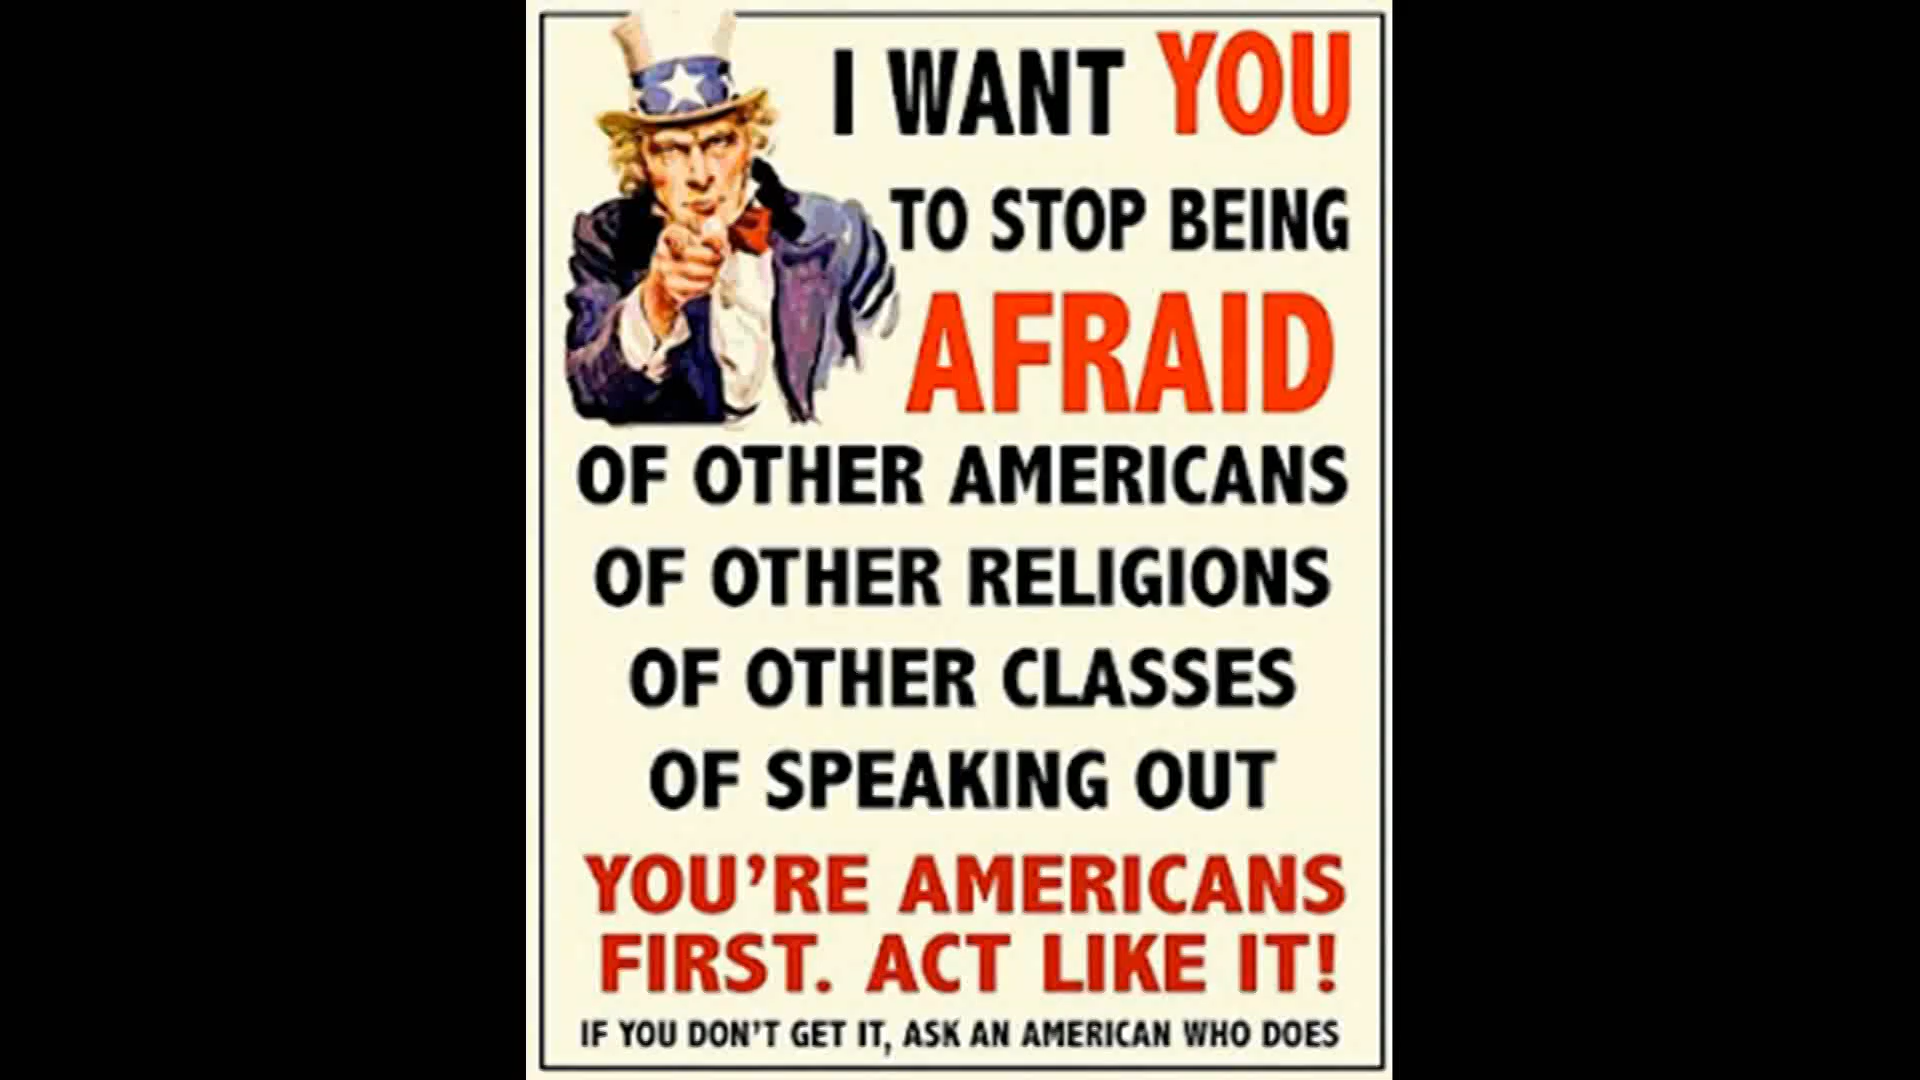 I WANT YOU
TO STOP BEING
AFRAID
OF OTHER AMERICANS
OF OTHER RELIGIONS
OF OTHER CLASSES
OF SPEAKING OUT
YOU'RE AMERICANS
FIRST. ACT LIKE IT!
IF YOU DON'T GET IT, ASK AN AMERICAN WHO DOES